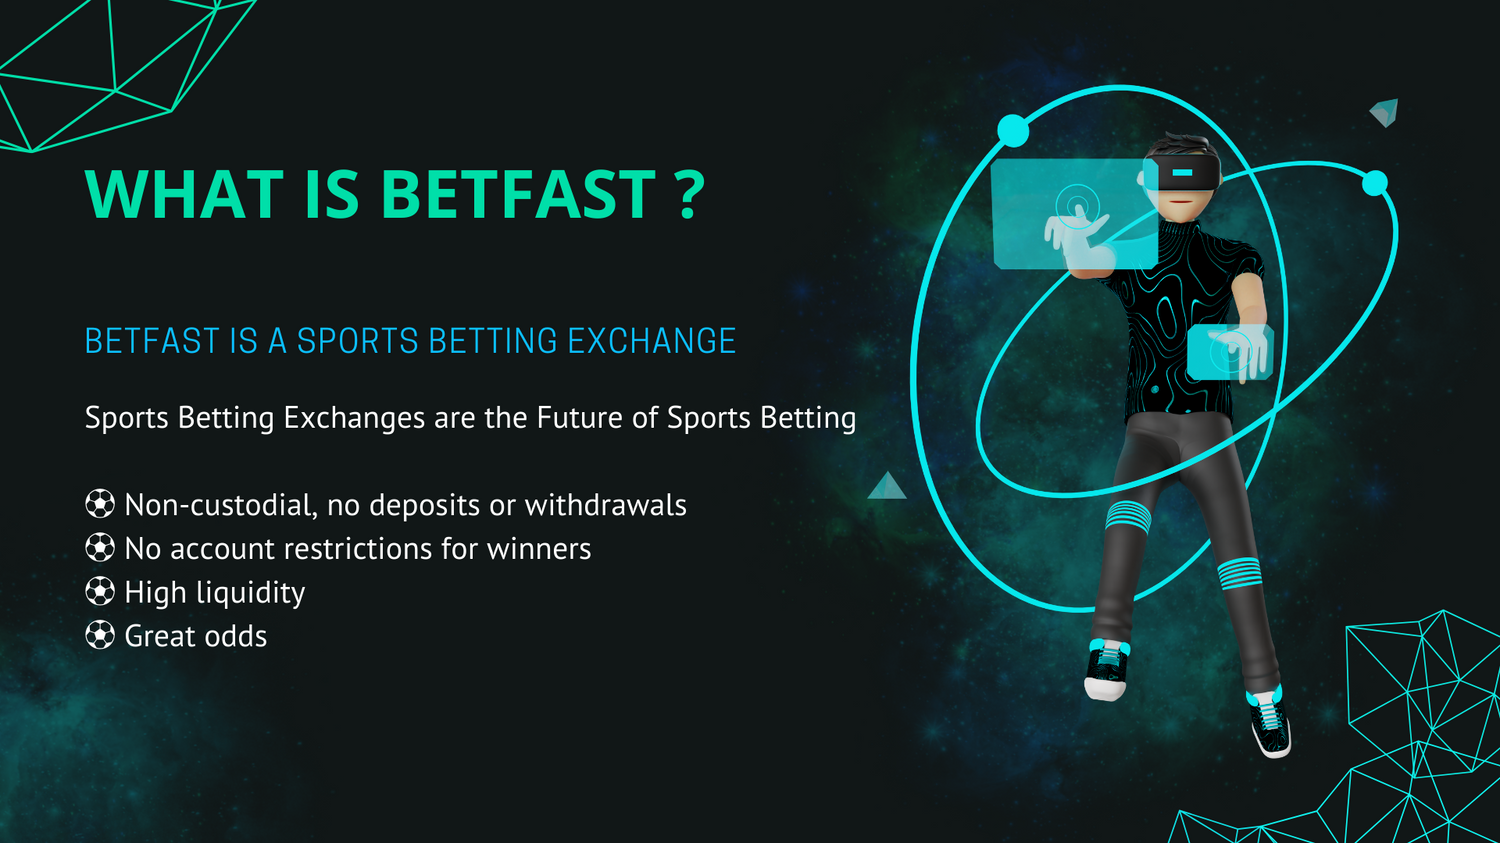 WHAT IS BETFAST ?
BETFAST IS A SPORTS BETTING EXCHANGE
Sports Betting Exchanges are the Future of Sports Betting
⚽ Non-custodial, no deposits or withdrawals
⚽ No account restrictions for winners
⚽ High liquidity
⚽ Great odds